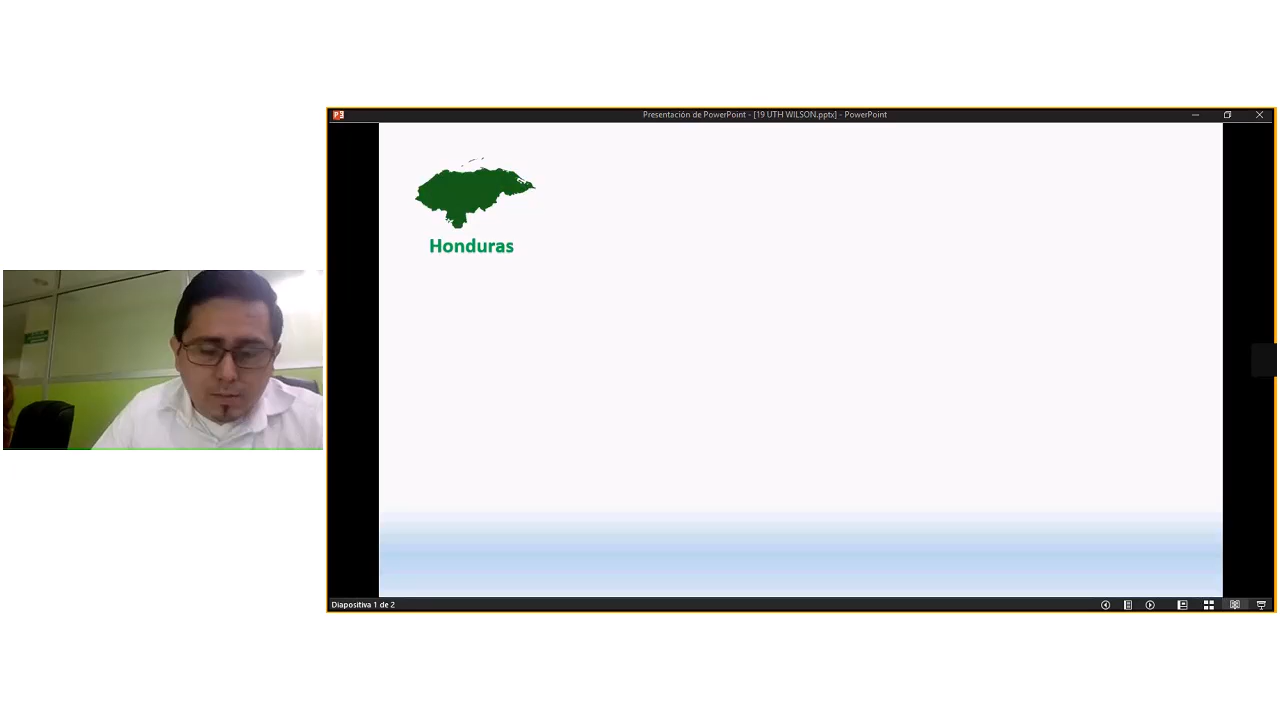 Presentación de PowerPoint - [19 UTH WILSON.pptx] - PowerPoint
Honduras
Diapositiva 1 de 2